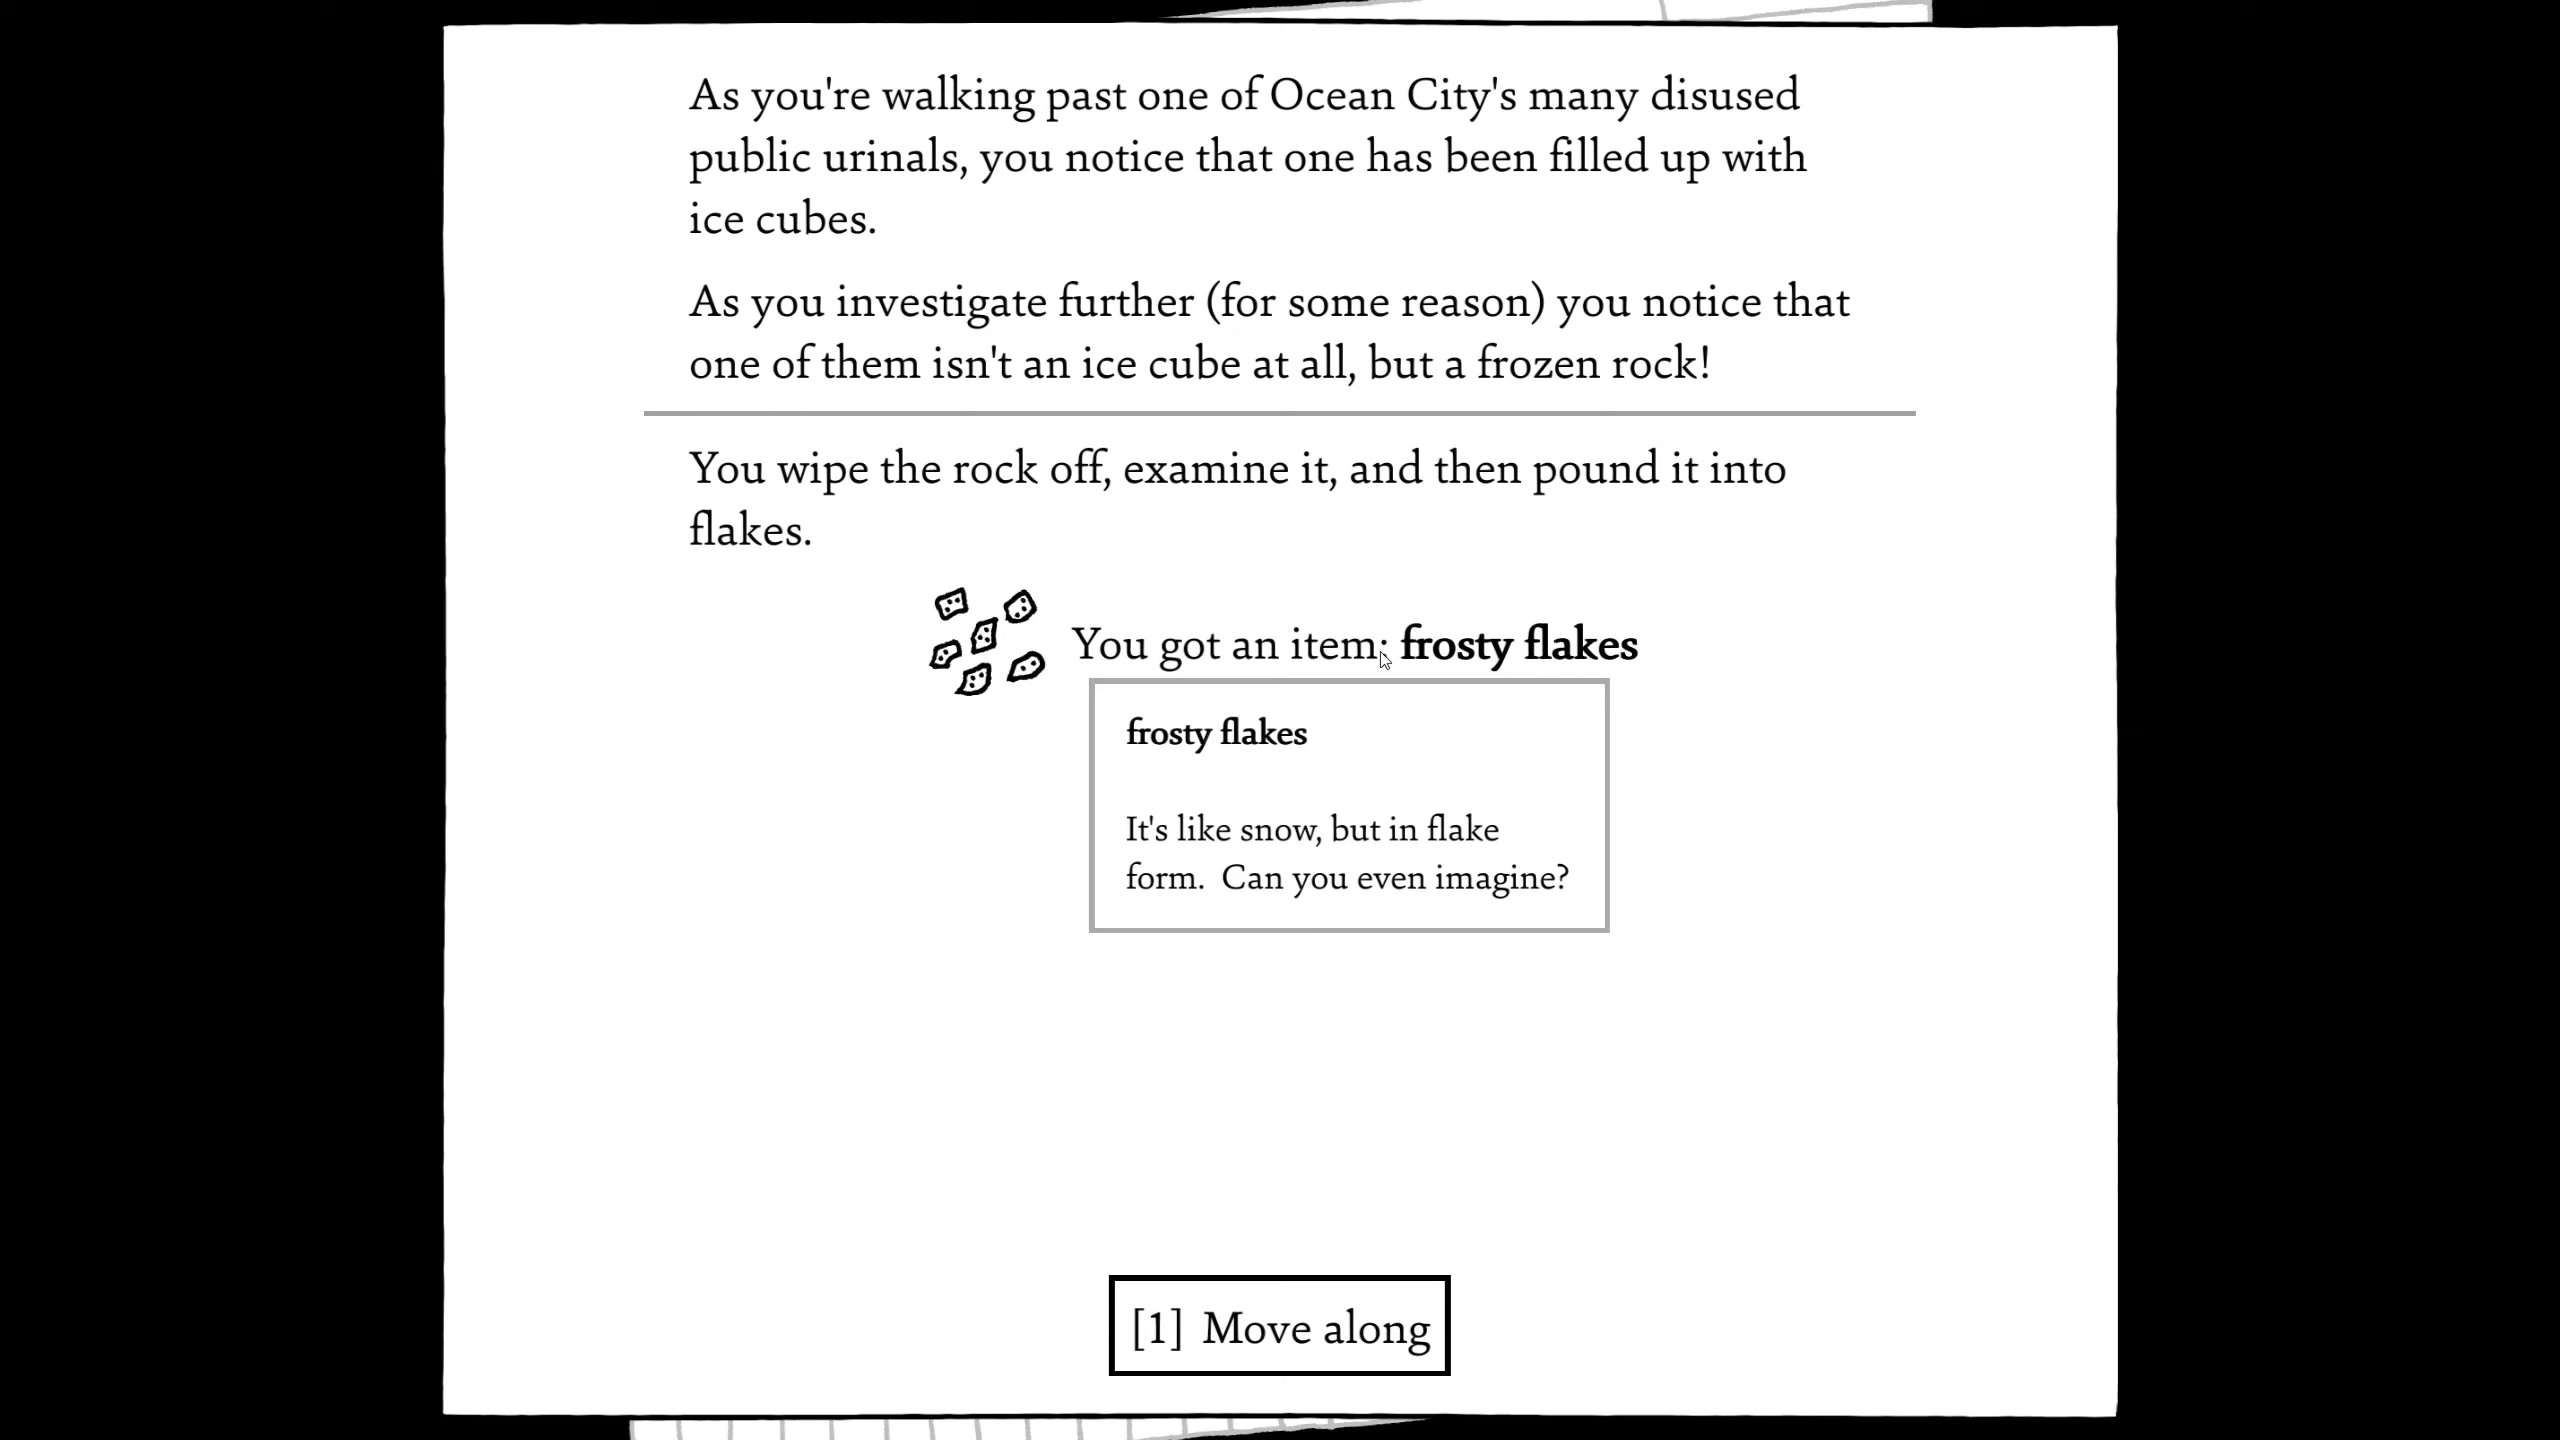 As you're walking past one of Ocean City's many disused
public urinals, you notice that one has been filled up with
ice cubes.
As you investigate further (for some reason) you notice that
one of them isn't an ice cube at all, but a frozen rock!
You wipe the rock off, examine it, and then pound it into
flakes.
You got an item: frosty flakes
frosty flakes
It's like snow, but in flake
form.  Can you even imagine?
[1] Move along